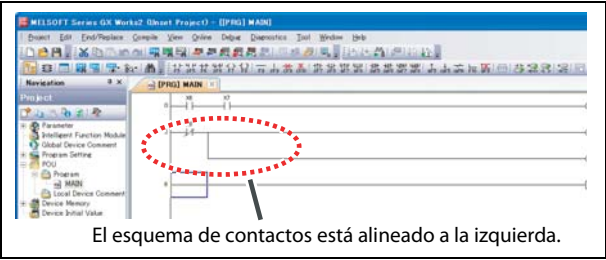 MELSOFT Series GX Works2 (Unset Project) - [[PRG] MAIN]
Project Edit Find/Replace Compile View Online Debug Diagnostics Tool Window Help
Navigation
[PRG] MAIN
Project
Parameter
Intelligent Function Module
Global Device Comment
Program Setting
POU
Program
MAIN
Local Device Comment
Device Memory
Device Initial Value
0
X7
El esquema de contactos está alineado a la izquierda.